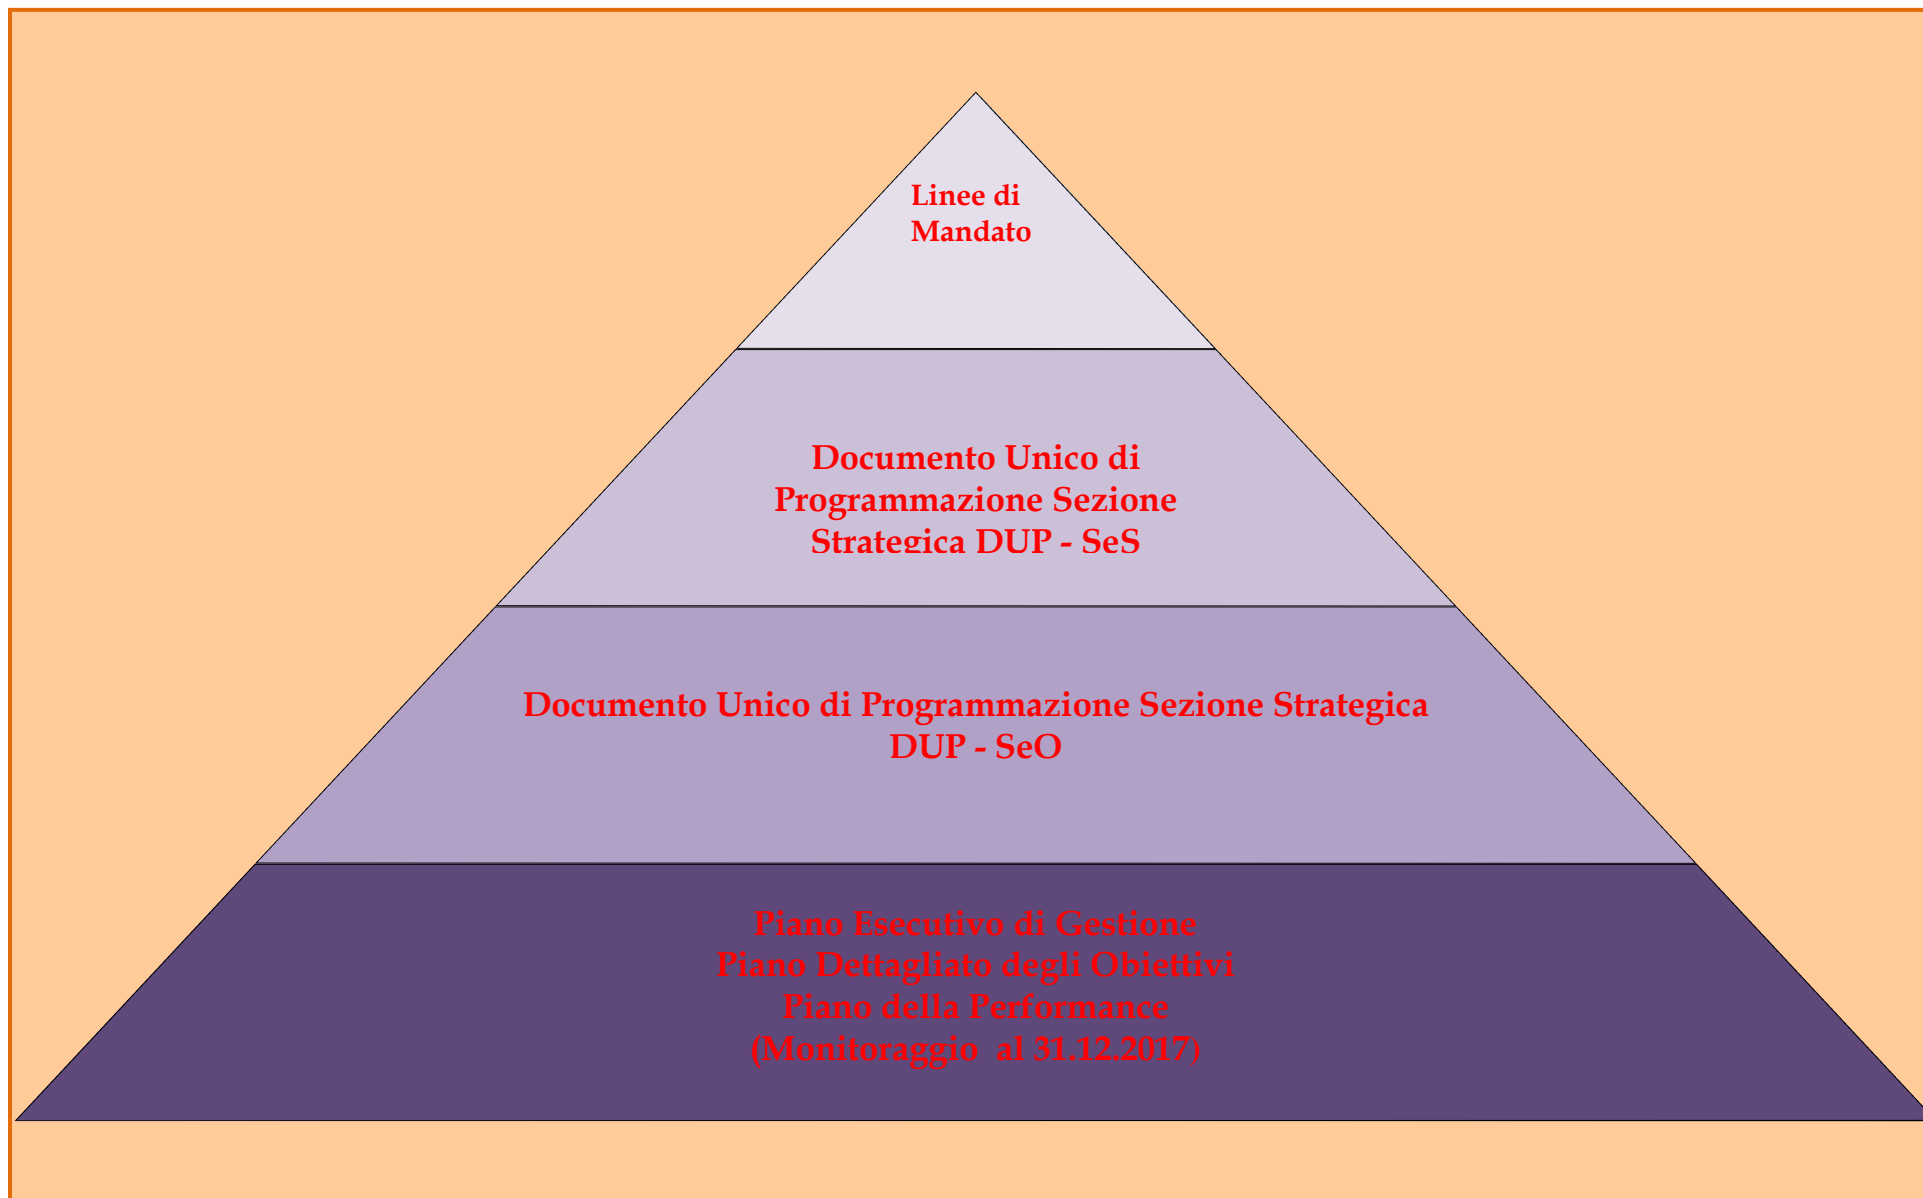 Linee di
Mandato
Documento Unico di
Programmazione Sezione
Strategica DUP - SeS
Documento Unico di Programmazione Sezione Strategica
DUP - SeO
Piano Esecutivo di Gestione
Piano Dettagliato degli Obiettivi
Piano della Performance
(Monitoraggio  al 31.12.2017)